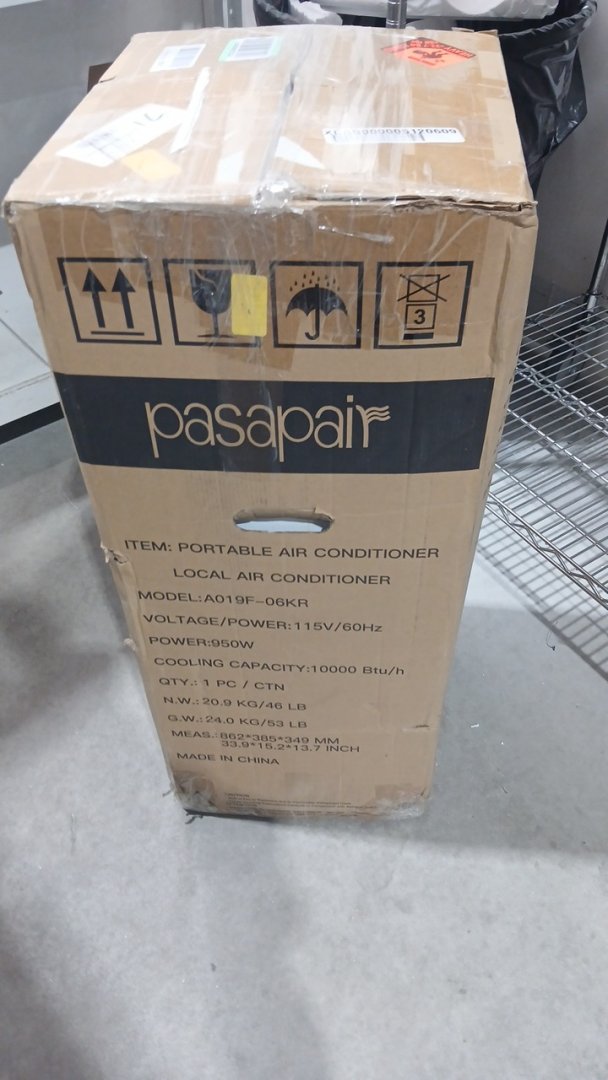 3
pasapair
ITEM: PORTABLE AIR CONDITIONER
LOCAL AIR CONDITIONER
MODEL:A019F-06KR
VOLTAGE/POWER:115V/60Hz
POWER:950W
COOLING CAPACITY:10000 Btu/h
QTY.: 1 PC / CTN
N.W.: 20.9 KG/46 LB
G.W.: 24.0 KG/53 LB
MEAS.:862*385*349 MM
33.9*15.2*13.7 INCH
MADE IN CHINA